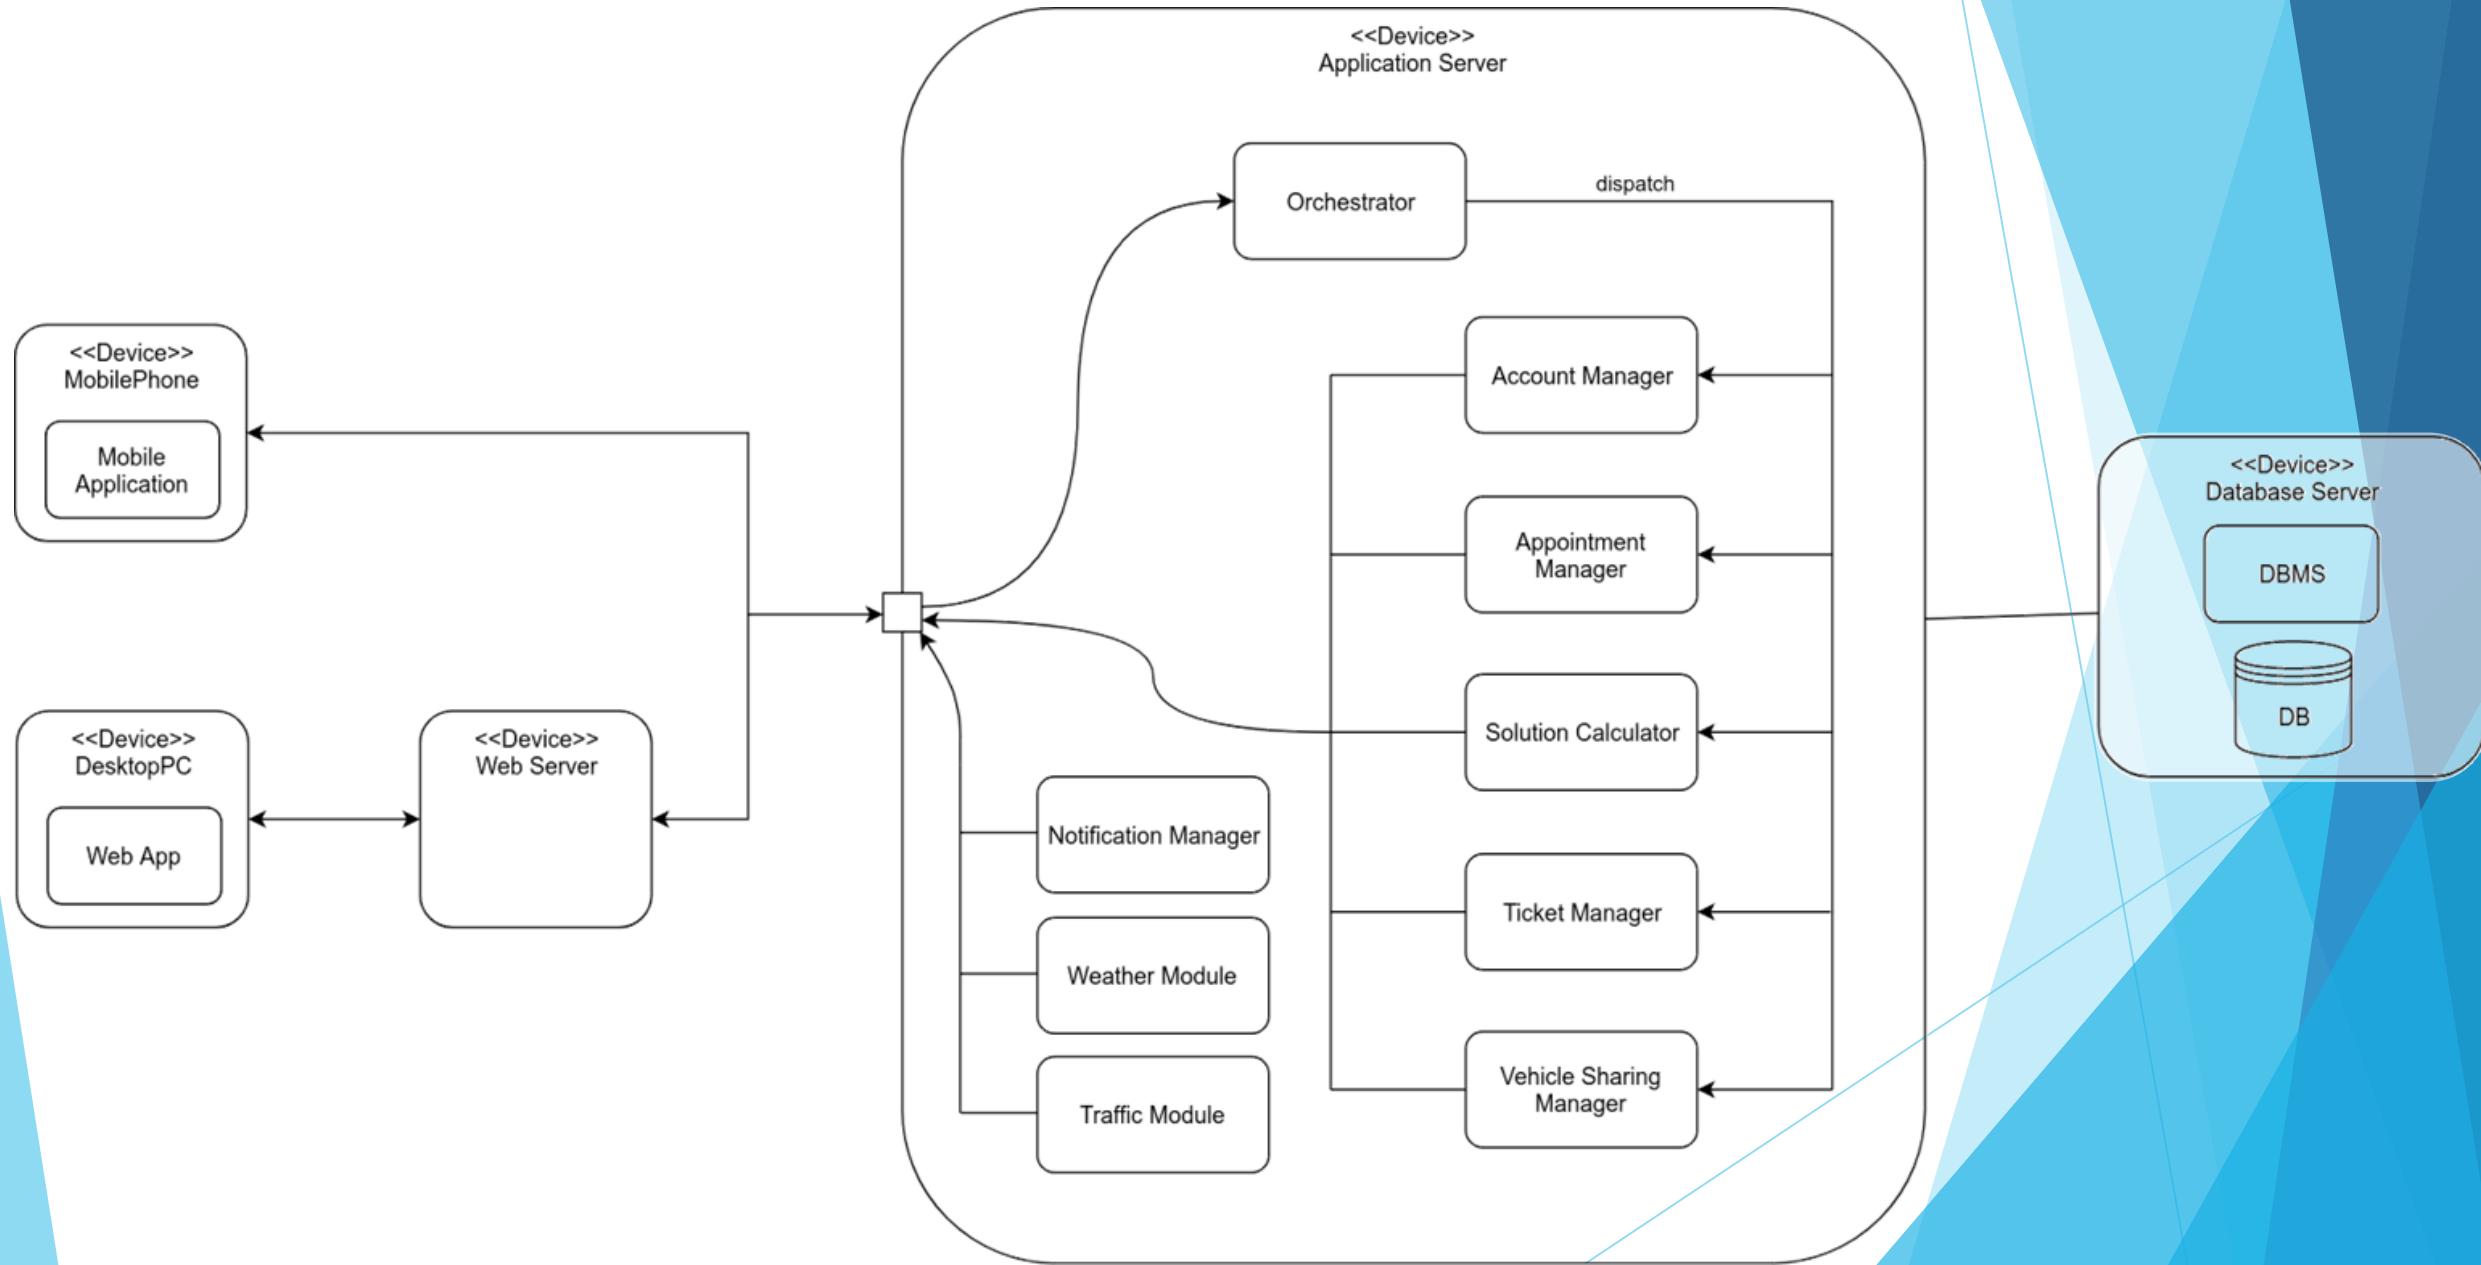 <<Device>>
Application Server
Orchestrator
dispatch
<<Device>>
MobilePhone
Mobile
Application
Account Manager
Appointment
Manager
<<Device>>
Database Server
DBMS
DB
<<Device>>
DesktopPC
Web App
<<Device>>
Web Server
Solution Calculator
Notification Manager
Ticket Manager
Weather Module
Vehicle Sharing
Manager
Traffic Module